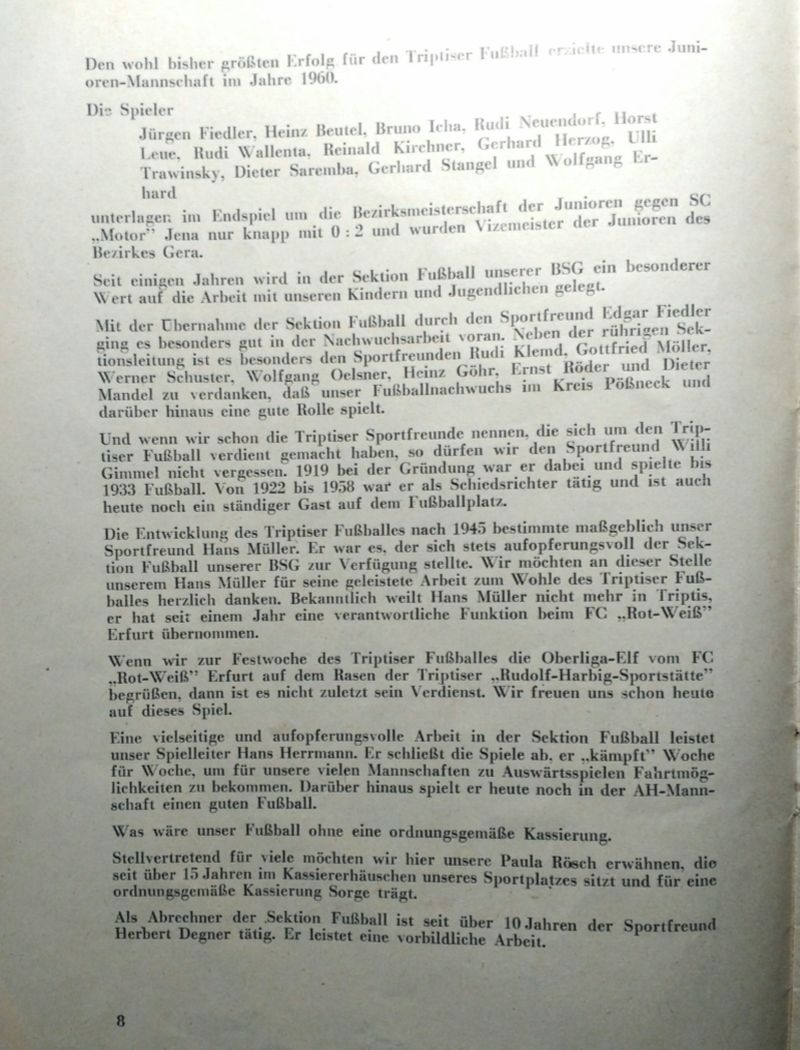 Den wohl bisher größten Erfolg für den Triptiser Fußball erzielte unsere Juni-
oren-Mannschaft im Jahre 1960.
Die Spieler
Jürgen Fiedler, Heinz Beutel, Bruno Icha, Rudi Neuendorf, Horst
Leue, Rudi Wallenta, Reinald Kirchner, Gerhard Herzog, Ulli
Trawinsky, Dieter Saremba, Gerhard Stangel und Wolfgang Er-
hard
unterlagen im Endspiel um die Bezirksmeisterschaft der Junioren gegen SC
„Motor” Jena nur knapp mit 0 : 2 und wurden Vizemeister der Junioren des
Bezirkes Gera.
Seit einigen Jahren wird in der Sektion Fußball unserer BSG ein besonderer
Wert auf die Arbeit mit unseren Kindern und Jugendlichen gelegt.
Mit der Übernahme der Sektion Fußball durch den Sportfreund Edgar Fiedler
ging es besonders gut in der Nachwuchsarbeit voran. Neben der rührigen Sek-
tionsleitung ist es besonders den Sportfreunden Rudi Klemd, Gottfried Möller,
Werner Schuster, Wolfgang Oelsner, Heinz Göhr, Ernst Röder und Dieter
Mandel zu verdanken, daß unser Fußballnachwuchs im Kreis Pößneck und
darüber hinaus eine gute Rolle spielt.
Und wenn wir schon die Triptiser Sportfreunde nennen, die sich um den Trip-
tiser Fußball verdient gemacht haben, so dürfen wir den Sportfreund Willi
Gimmel nicht vergessen. 1919 bei der Gründung war er dabei und spielte bis
1933 Fußball. Von 1922 bis 1958 war er als Schiedsrichter tätig und ist auch
heute noch ein ständiger Gast auf dem Fußballplatz.
Die Entwicklung des Triptiser Fußballes nach 1945 bestimmte maßgeblich unser
Sportfreund Hans Müller. Er war es, der sich stets aufopferungsvoll der Sek-
tion Fußball unserer BSG zur Verfügung stellte. Wir möchten an dieser Stelle
unserem Hans Müller für seine geleistete Arbeit zum Wohle des Triptiser Fuß-
balles herzlich danken. Bekanntlich weilt Hans Müller nicht mehr in Triptis,
er hat seit einem Jahr eine verantwortliche Funktion beim FC „Rot-Weiß”
Erfurt übernommen.
Wenn wir zur Festwoche des Triptiser Fußballes die Oberliga-Elf vom FC
„Rot-Weiß” Erfurt auf dem Rasen der Triptiser „Rudolf-Harbig-Sportstätte”
begrüßen, dann ist es nicht zuletzt sein Verdienst. Wir freuen uns schon heute
auf dieses Spiel.
Eine vielseitige und aufopferungsvolle Arbeit in der Sektion Fußball leistet
unser Spielleiter Hans Herrmann. Er schließt die Spiele ab, er „kämpft” Woche
für Woche, um für unsere vielen Mannschaften zu Auswärtsspielen Fahrtmög-
lichkeiten zu bekommen. Darüber hinaus spielt er heute noch in der AH-Mann-
schaft einen guten Fußball.
Was wäre unser Fußball ohne eine ordnungsgemäße Kassierung.
Stellvertretend für viele möchten wir hier unsere Paula Rösch erwähnen, die
seit über 15 Jahren im Kassiererhäuschen unseres Sportplatzes sitzt und für eine
ordnungsgemäße Kassierung Sorge trägt.
Als Abrechner der Sektion Fußball ist seit über 10 Jahren der Sportfreund
Herbert Degner tätig. Er leistet eine vorbildliche Arbeit.
8